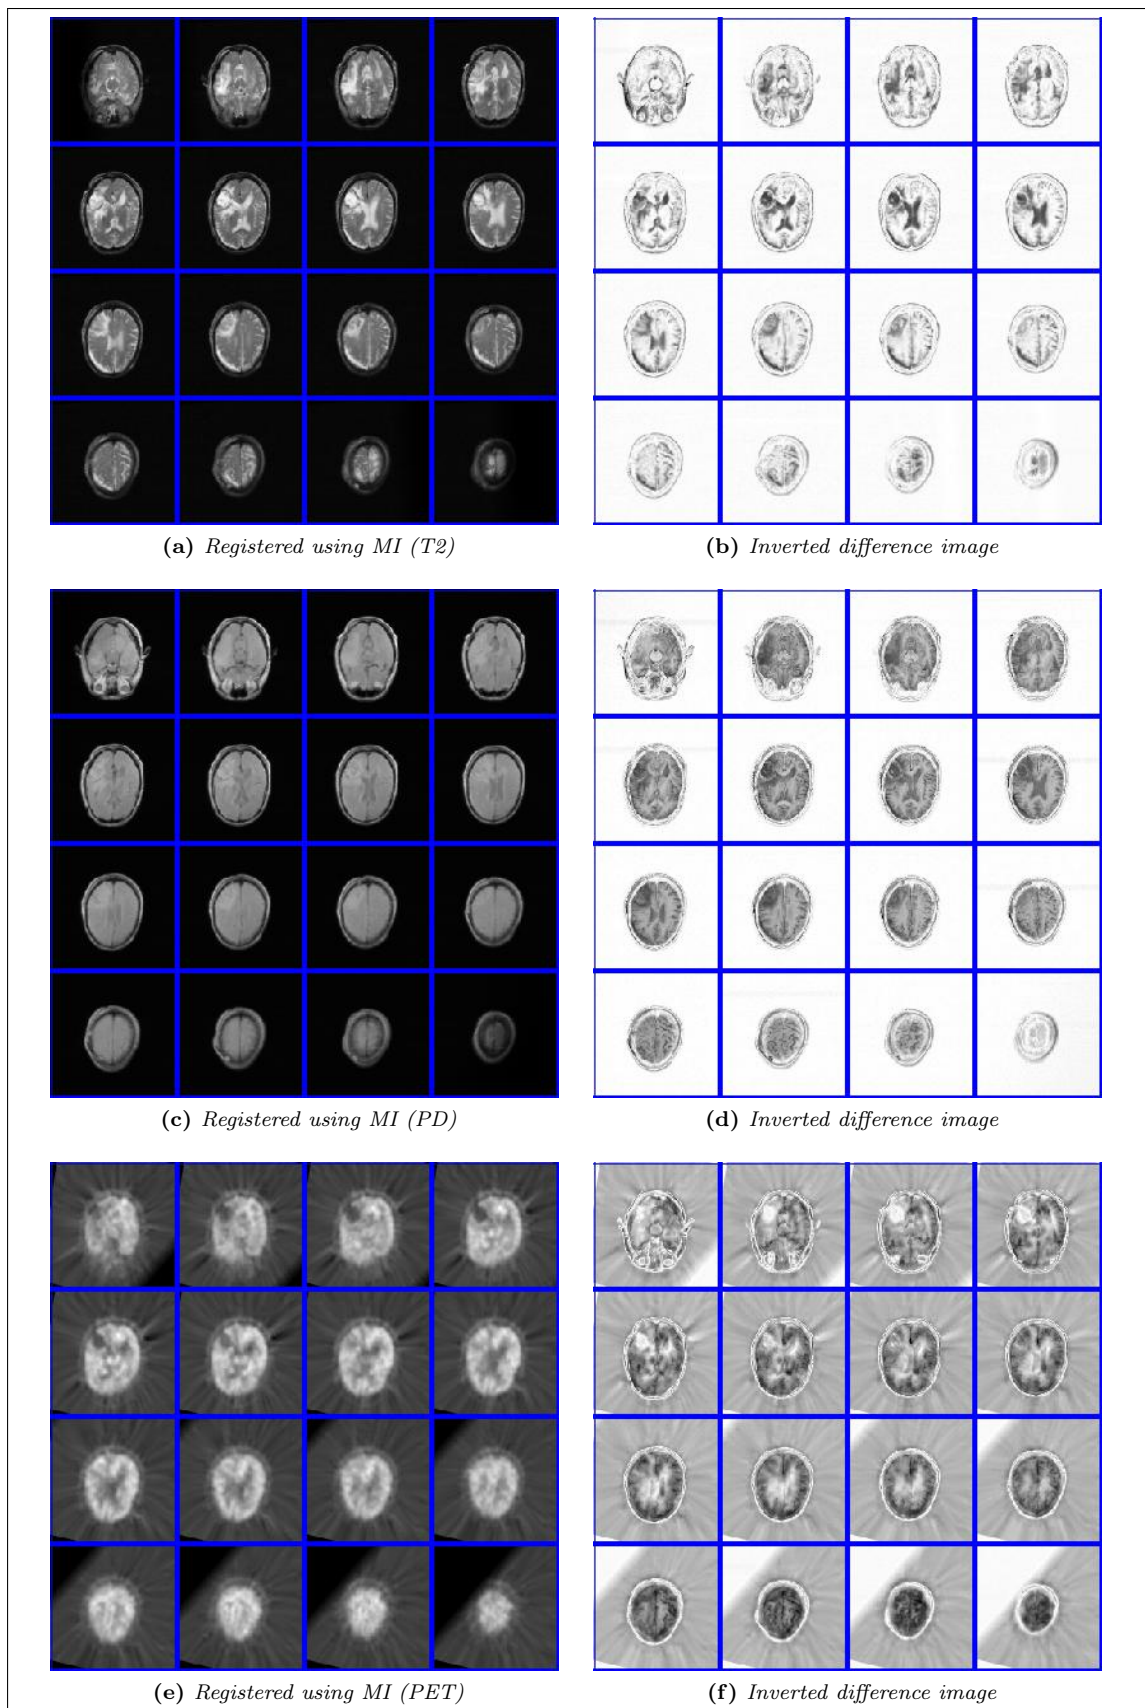 (a) Registered using MI (T2)
(b) Inverted difference image
(c) Registered using MI (PD)
(d) Inverted difference image
(e) Registered using MI (PET)
(f) Inverted difference image